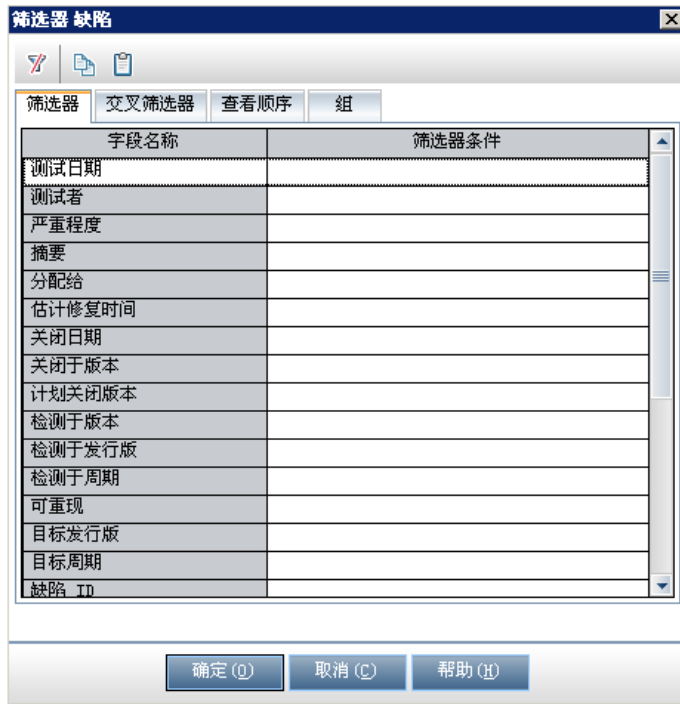 筛选器 缺陷
筛选器 交叉筛选器 查看顺序 组
字段名称 筛选器条件
测试日期
测试者
严重程度
摘要
分配给
估计修复时间
关闭日期
关闭于版本
计划关闭版本
检测于版本
检测于发行版
检测于周期
可重现
目标发行版
目标周期
缺陷 ID
确定(O) 取消(C) 帮助(H)